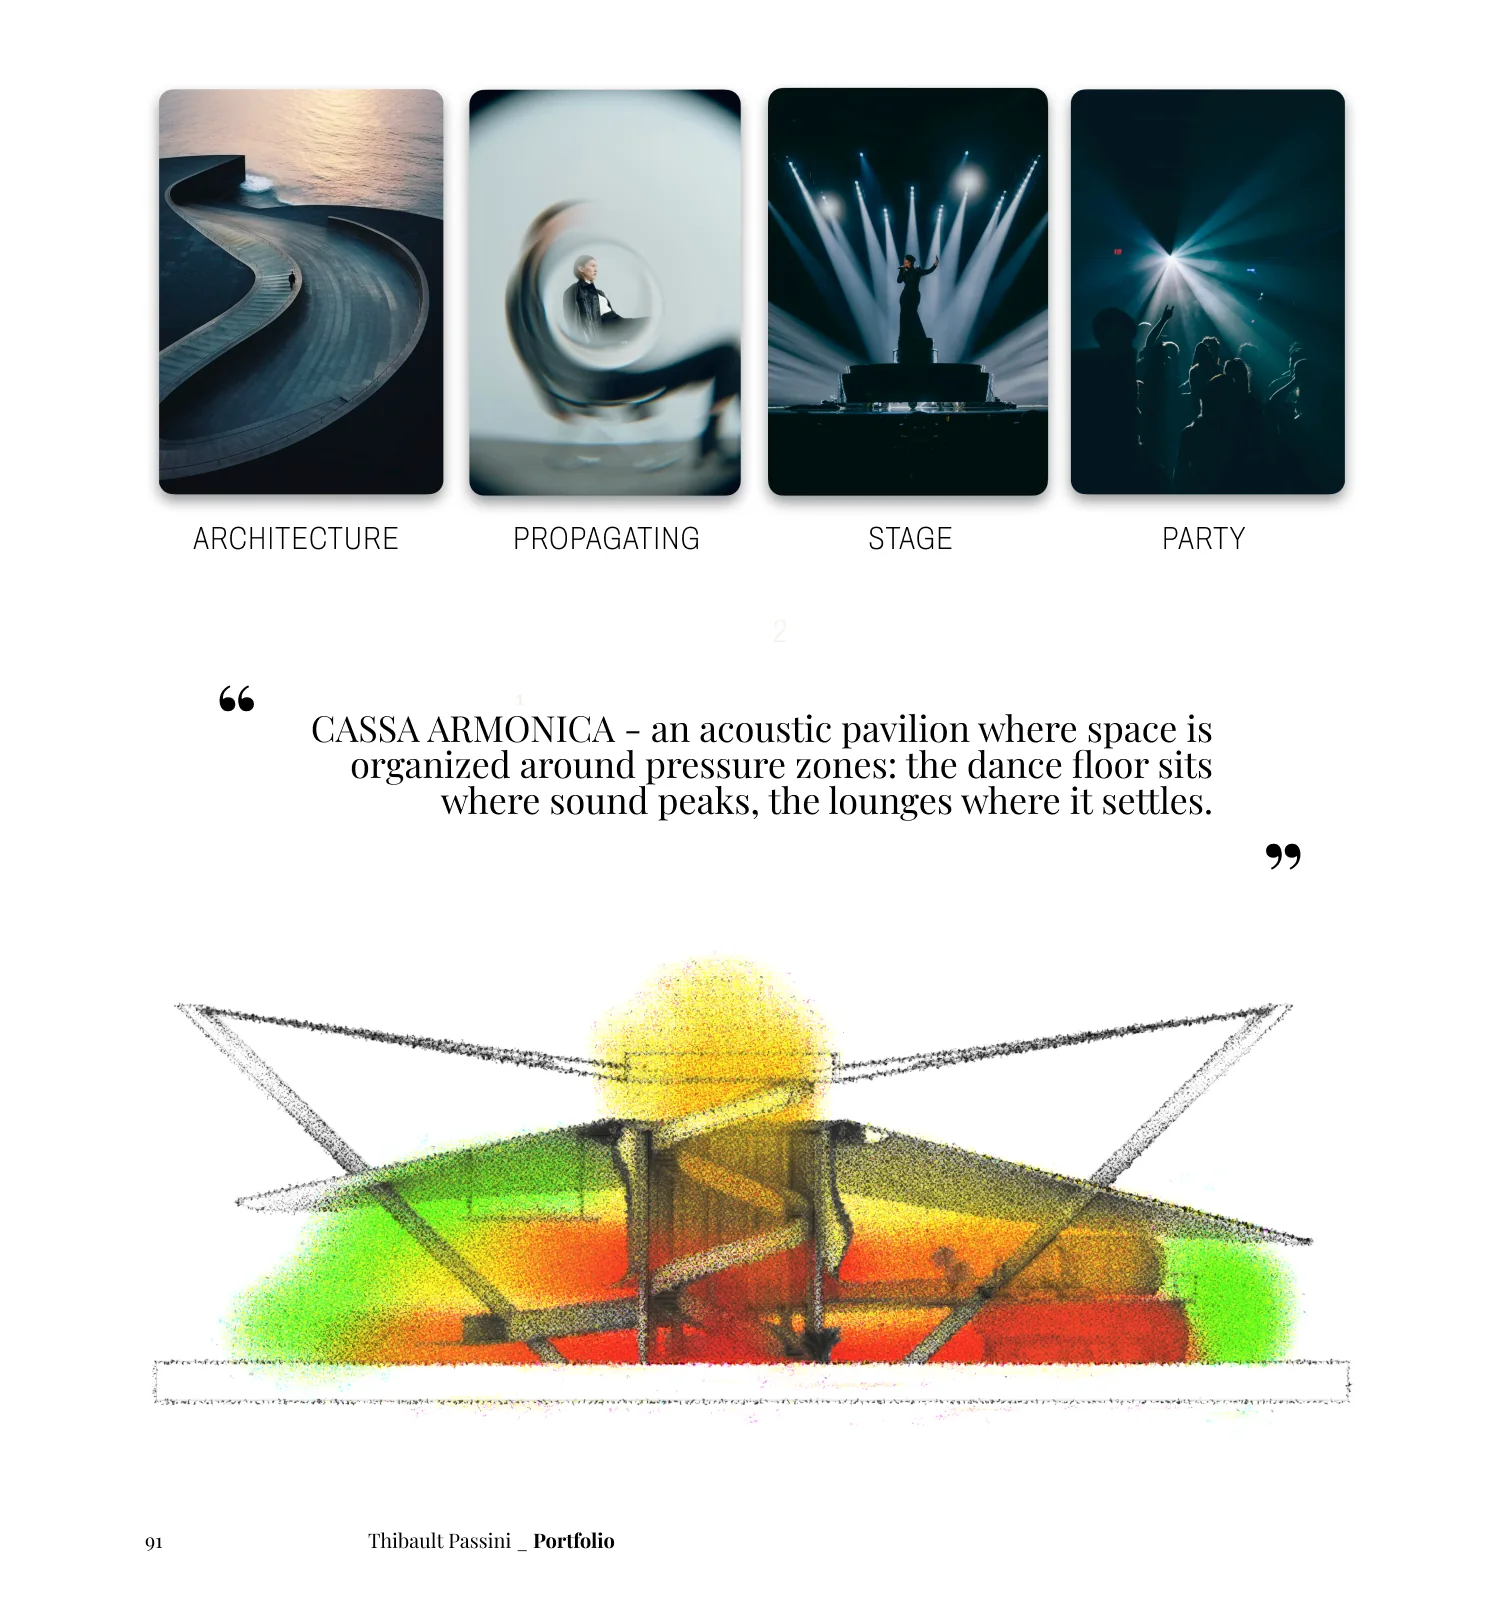 ARCHITECTURE
PROPAGATING
STAGE
PARTY
2
1
“
CASSA ARMONICA - an acoustic pavilion where space is
organized around pressure zones: the dance floor sits
where sound peaks, the lounges where it settles.
”
91
Thibault Passini _ Portfolio